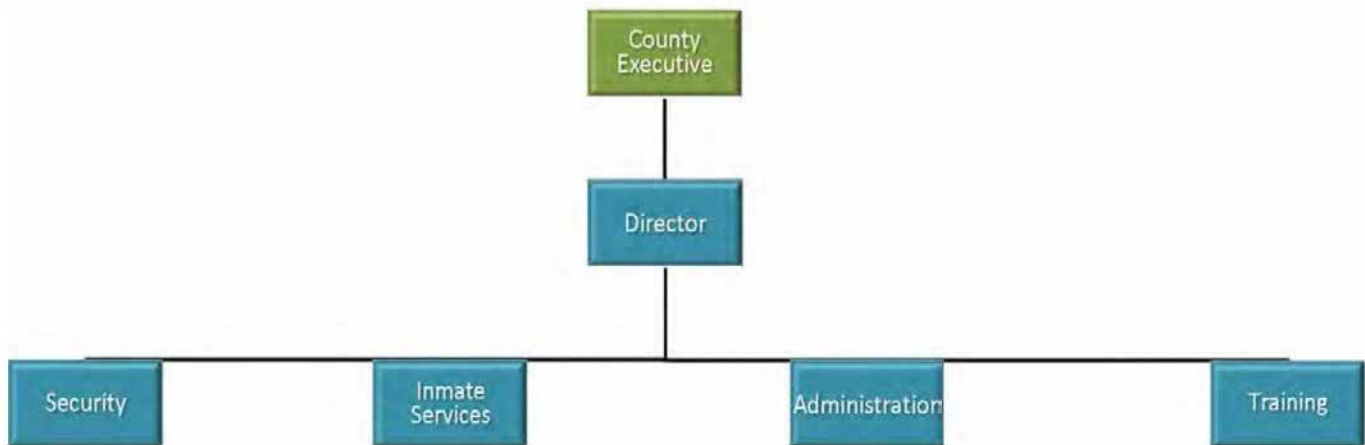 County
Executive
Director
Security
Inmate
Services
Administration
Training